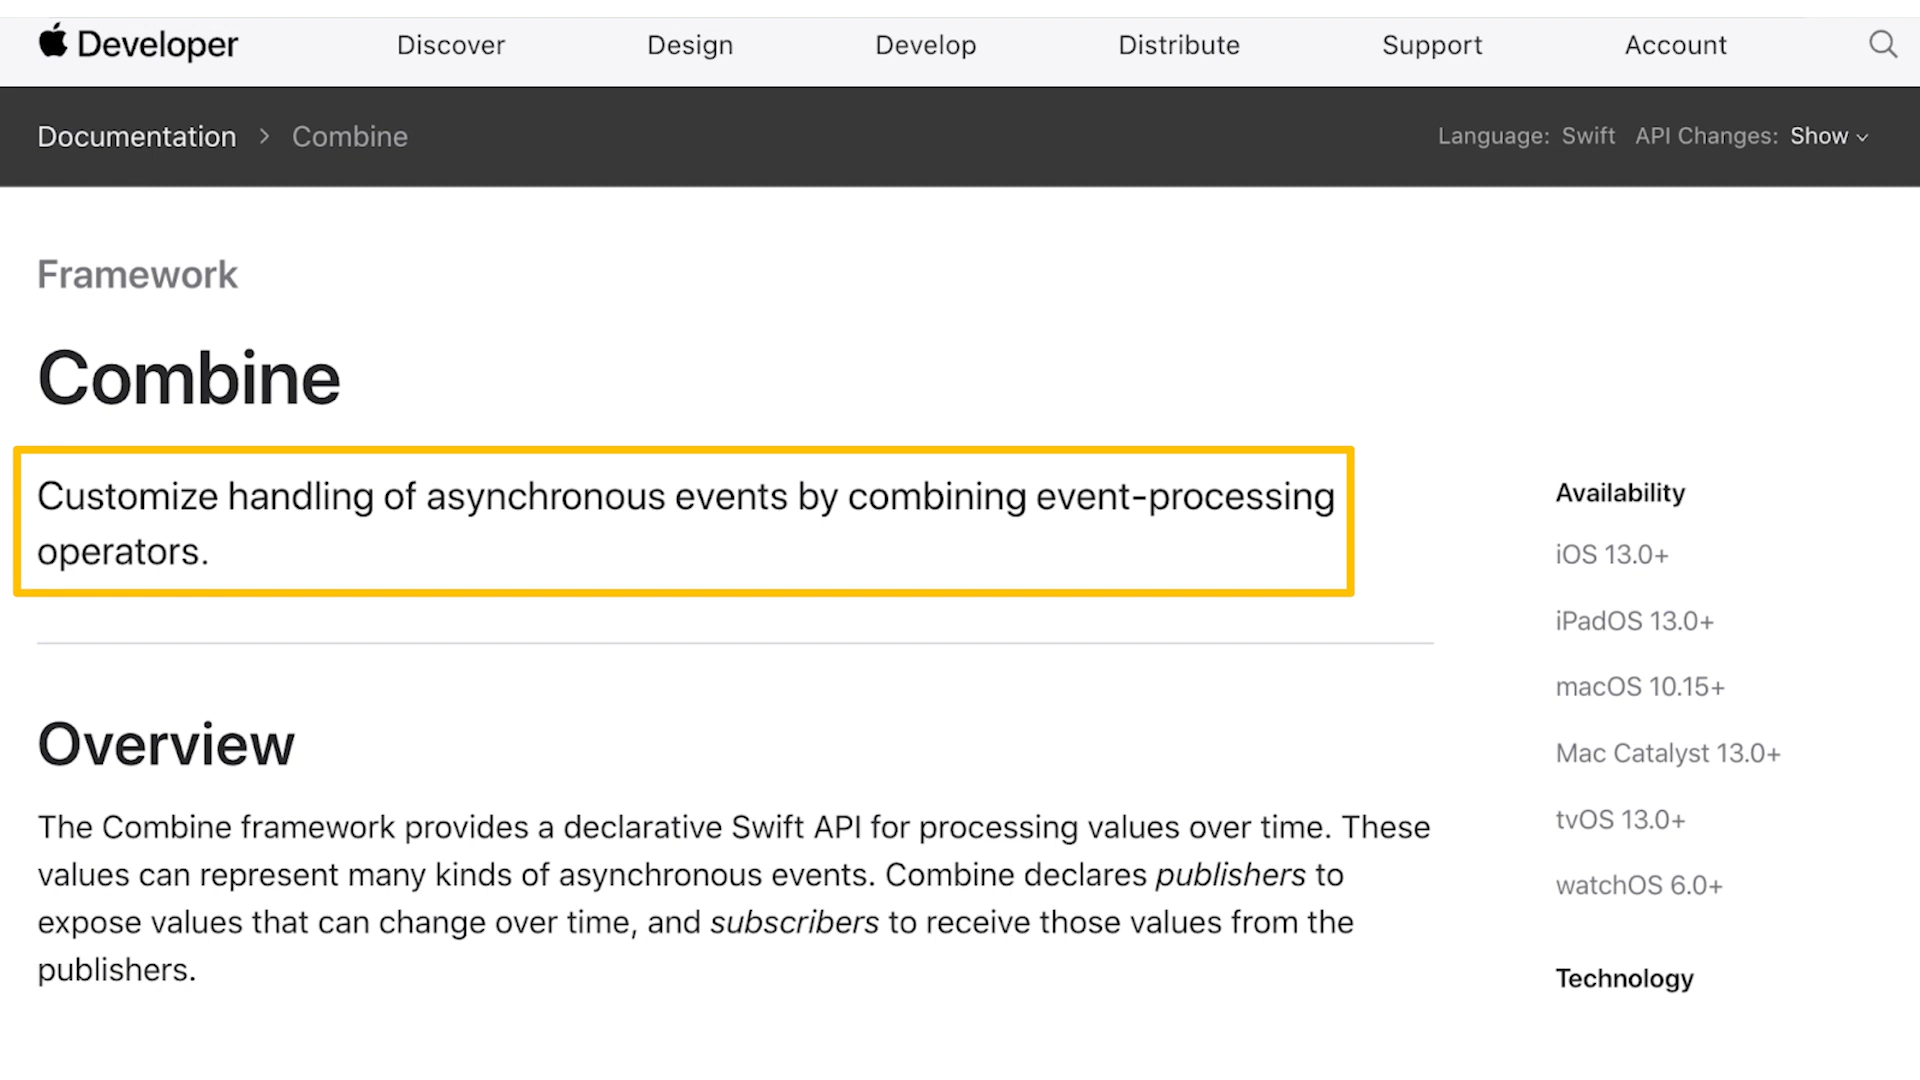 Developer Discover Design Develop Distribute Support Account
Documentation > Combine Language: Swift API Changes: Show
Framework
Combine
Customize handling of asynchronous events by combining event-processing
operators.
Overview
The Combine framework provides a declarative Swift API for processing values over time. These
values can represent many kinds of asynchronous events. Combine declares publishers to
expose values that can change over time, and subscribers to receive those values from the
publishers.
Availability
iOS 13.0+
iPadOS 13.0+
macOS 10.15+
Mac Catalyst 13.0+
tvOS 13.0+
watchOS 6.0+
Technology